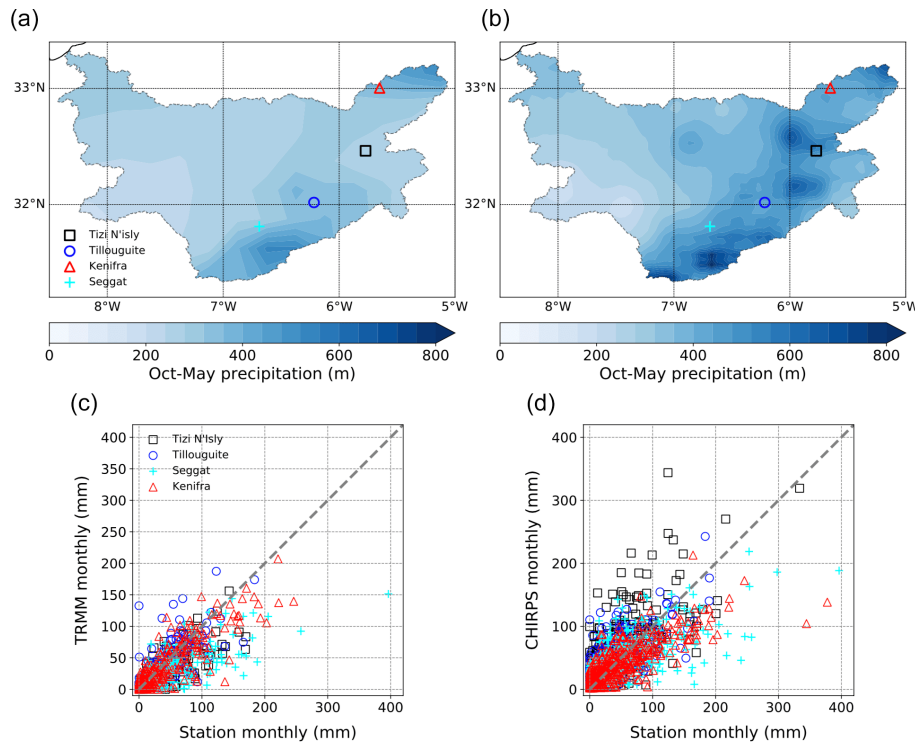 (a)
(b)
33°N
32°N
Tizi N'isly
Tillouguite
Kenifra
Seggat
8°W 7°W 6°W 5°W
0 200 400 600 800
Oct-May precipitation (m)
33°N
32°N
8°W 7°W 6°W 5°W
0 200 400 600 800
Oct-May precipitation (m)
(c)
(d)
TRMM monthly (mm)
400
350
300
250
200
150
100
50
0
Tizi N'Isly
Tillouguite
Seggat
Kenifra
0 100 200 300 400
Station monthly (mm)
CHIRPS monthly (mm)
400
300
200
100
0
0 100 200 300 400
Station monthly (mm)